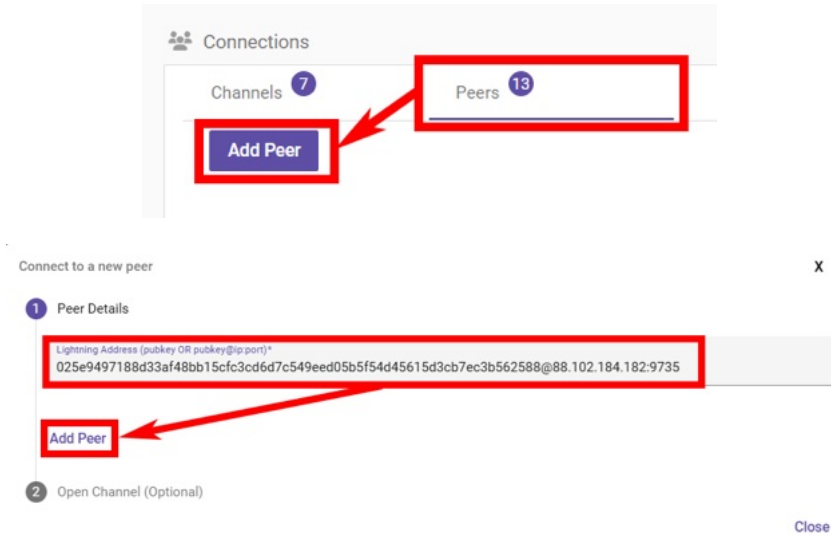 Connections
Channels 7 Peers 13
Add Peer
Connect to a new peer X
1 Peer Details
Lightning Address (pubkey OR pubkey@ip:port)*
025e9497188d33af48bb15cfc3cd6d7c549eed05b5f54d45615d3cb7ec3b562588@88.102.184.182:9735
Add Peer
2 Open Channel (Optional)
Close